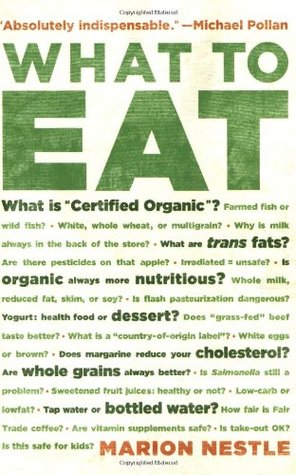 Copyrighted Material
"Absolutely indispensable."—Michael Pollan
WHAT TO
EAT
What is "Certified Organic"? Farmed fish or
wild fish? • White, whole wheat, or multigrain? • Why is milk
always in the back of the store? • What are trans fats?
Are there pesticides on that apple? • Irradiated = unsafe? • Is
organic always more nutritious? Whole milk,
reduced fat, skim, or soy? • Is flash pasteurization dangerous?
Yogurt: health food or dessert? Does "grass-fed" beef
taste better? • What is a "country-of-origin label"? • White eggs
or brown? • Does margarine reduce your cholesterol?
Are whole grains always better? • Is Salmonella still a
problem? • Sweetened fruit juices: healthy or not? • Low-carb or
lowfat? • Tap water or bottled water? How fair is Fair
Trade coffee? • Are vitamin supplements safe? • Is take-out OK?
Is this safe for kids? MARION NESTLE
Copyrighted Material